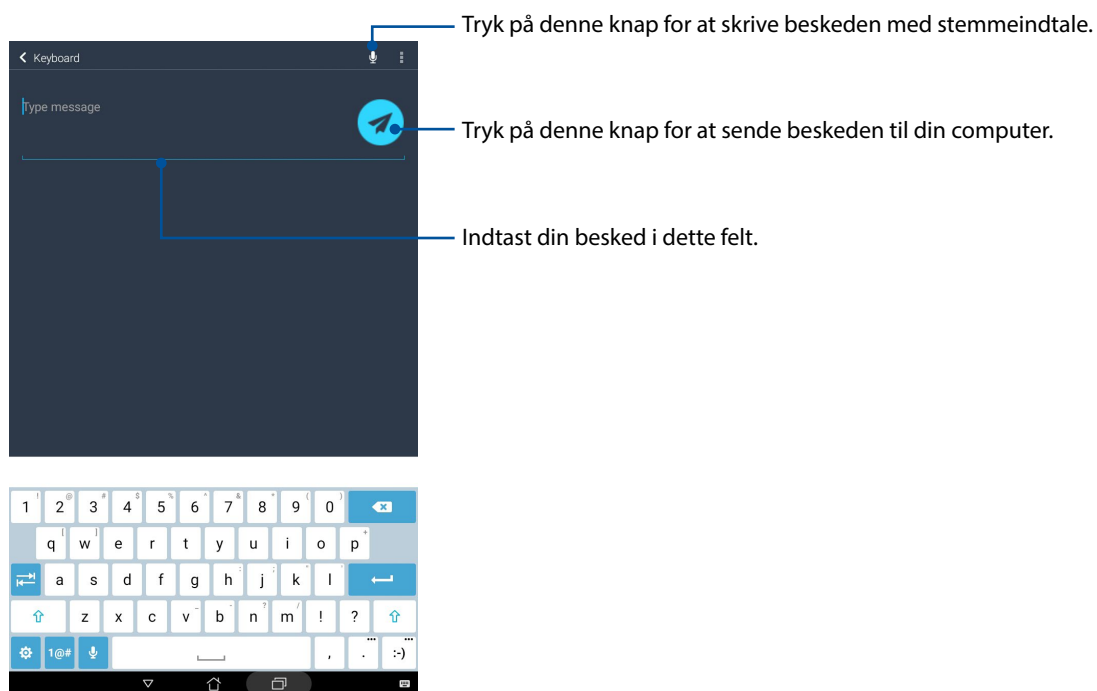 Tryk på denne knap for at skrive beskeden med stemmeindtale.
Keyboard
Type message
Tryk på denne knap for at sende beskeden til din computer.
Indtast din besked i dette felt.
1 ! 2 @ 3 # 4 $ 5 % 6 ^ 7 & 8 * 9 ( 0 )
q [ w ] e r t y u i o p +
a s d f g h : j ; k l
z x c v - b n ? m / ! ?
1@# , . ... :-) ...